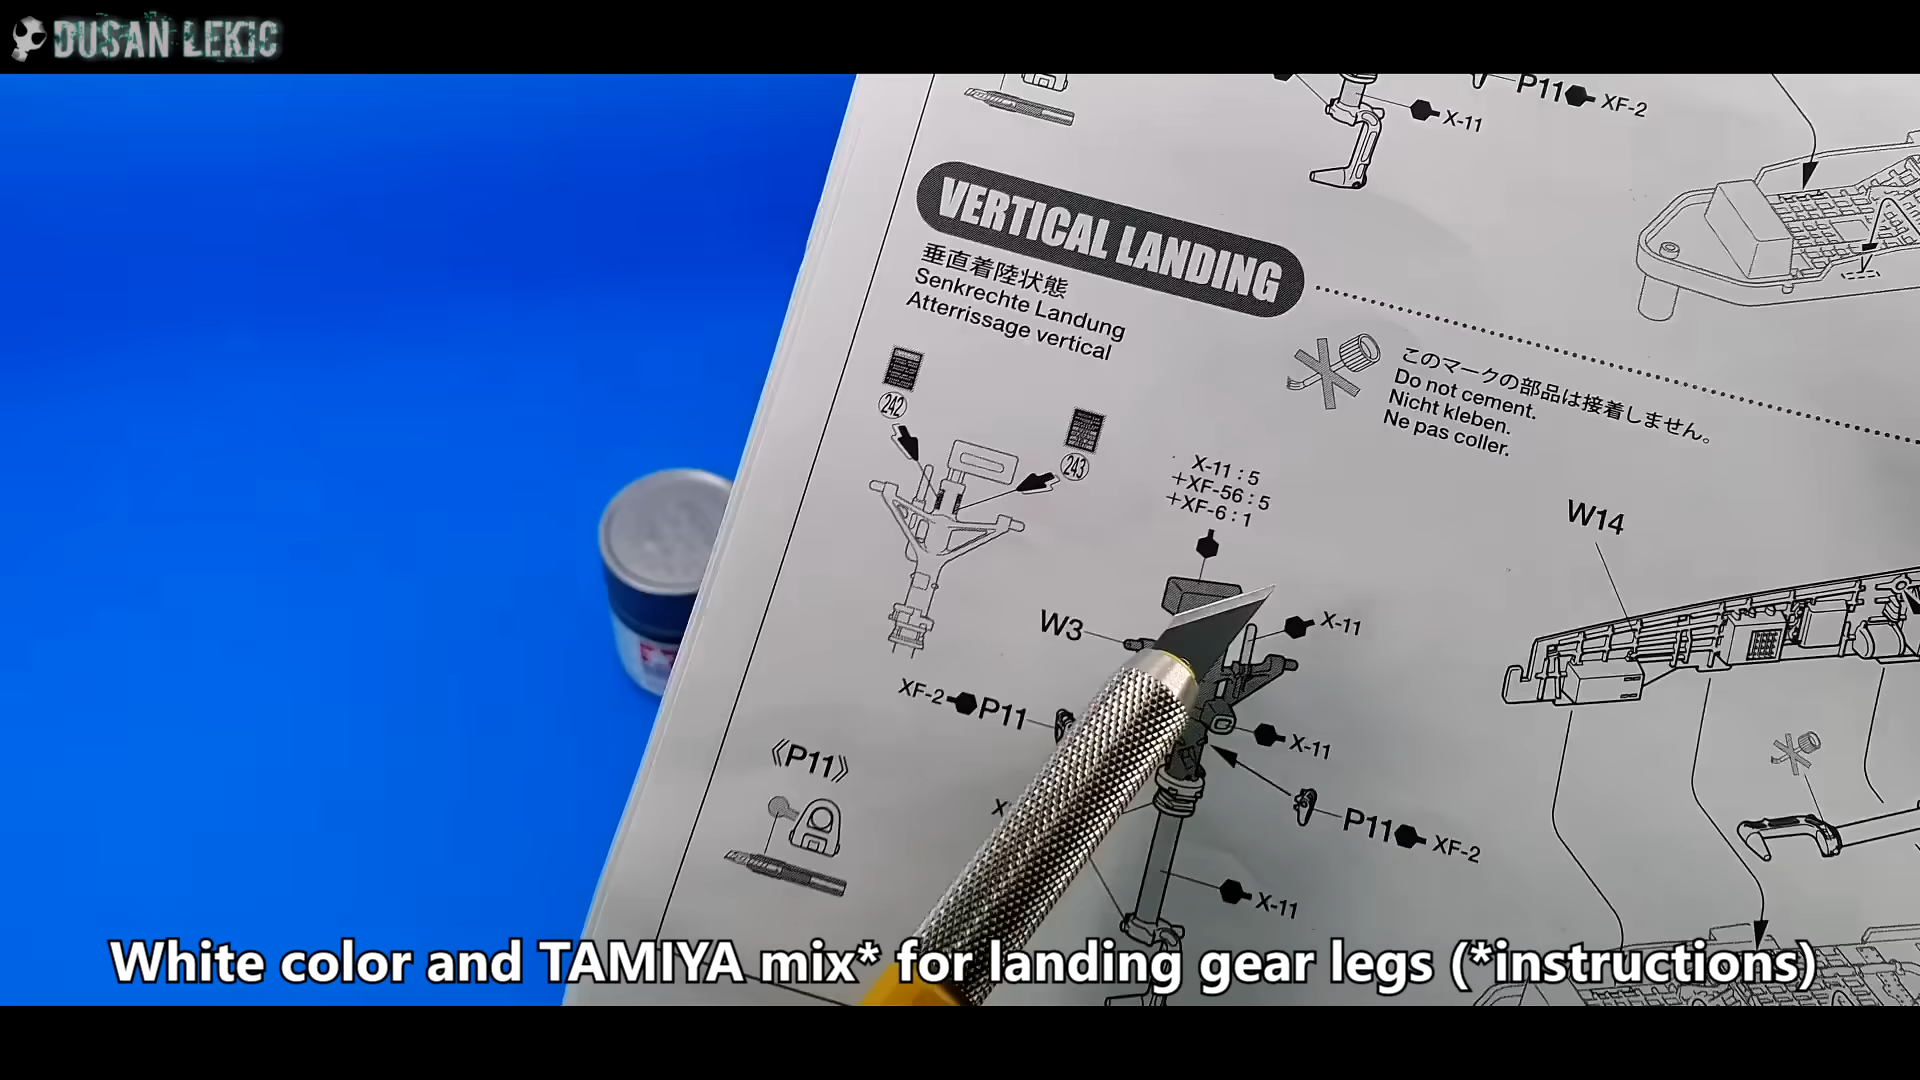 DUSAN LEKIC
P11 XF-2
X-11
VERTICAL LANDING
垂直着陸状態
Senkrechte Landung
Atterrissage vertical
このマークの部品は接着しません。
Do not cement.
Nicht kleben.
Ne pas coller.
242
243
X-11 : 5
+XF-56 : 5
+XF-6 : 1
W14
W3
X-11
XF-2 P11
X-11
《P11》
P11 XF-2
X-11
White color and TAMIYA mix* for landing gear legs (*instructions)